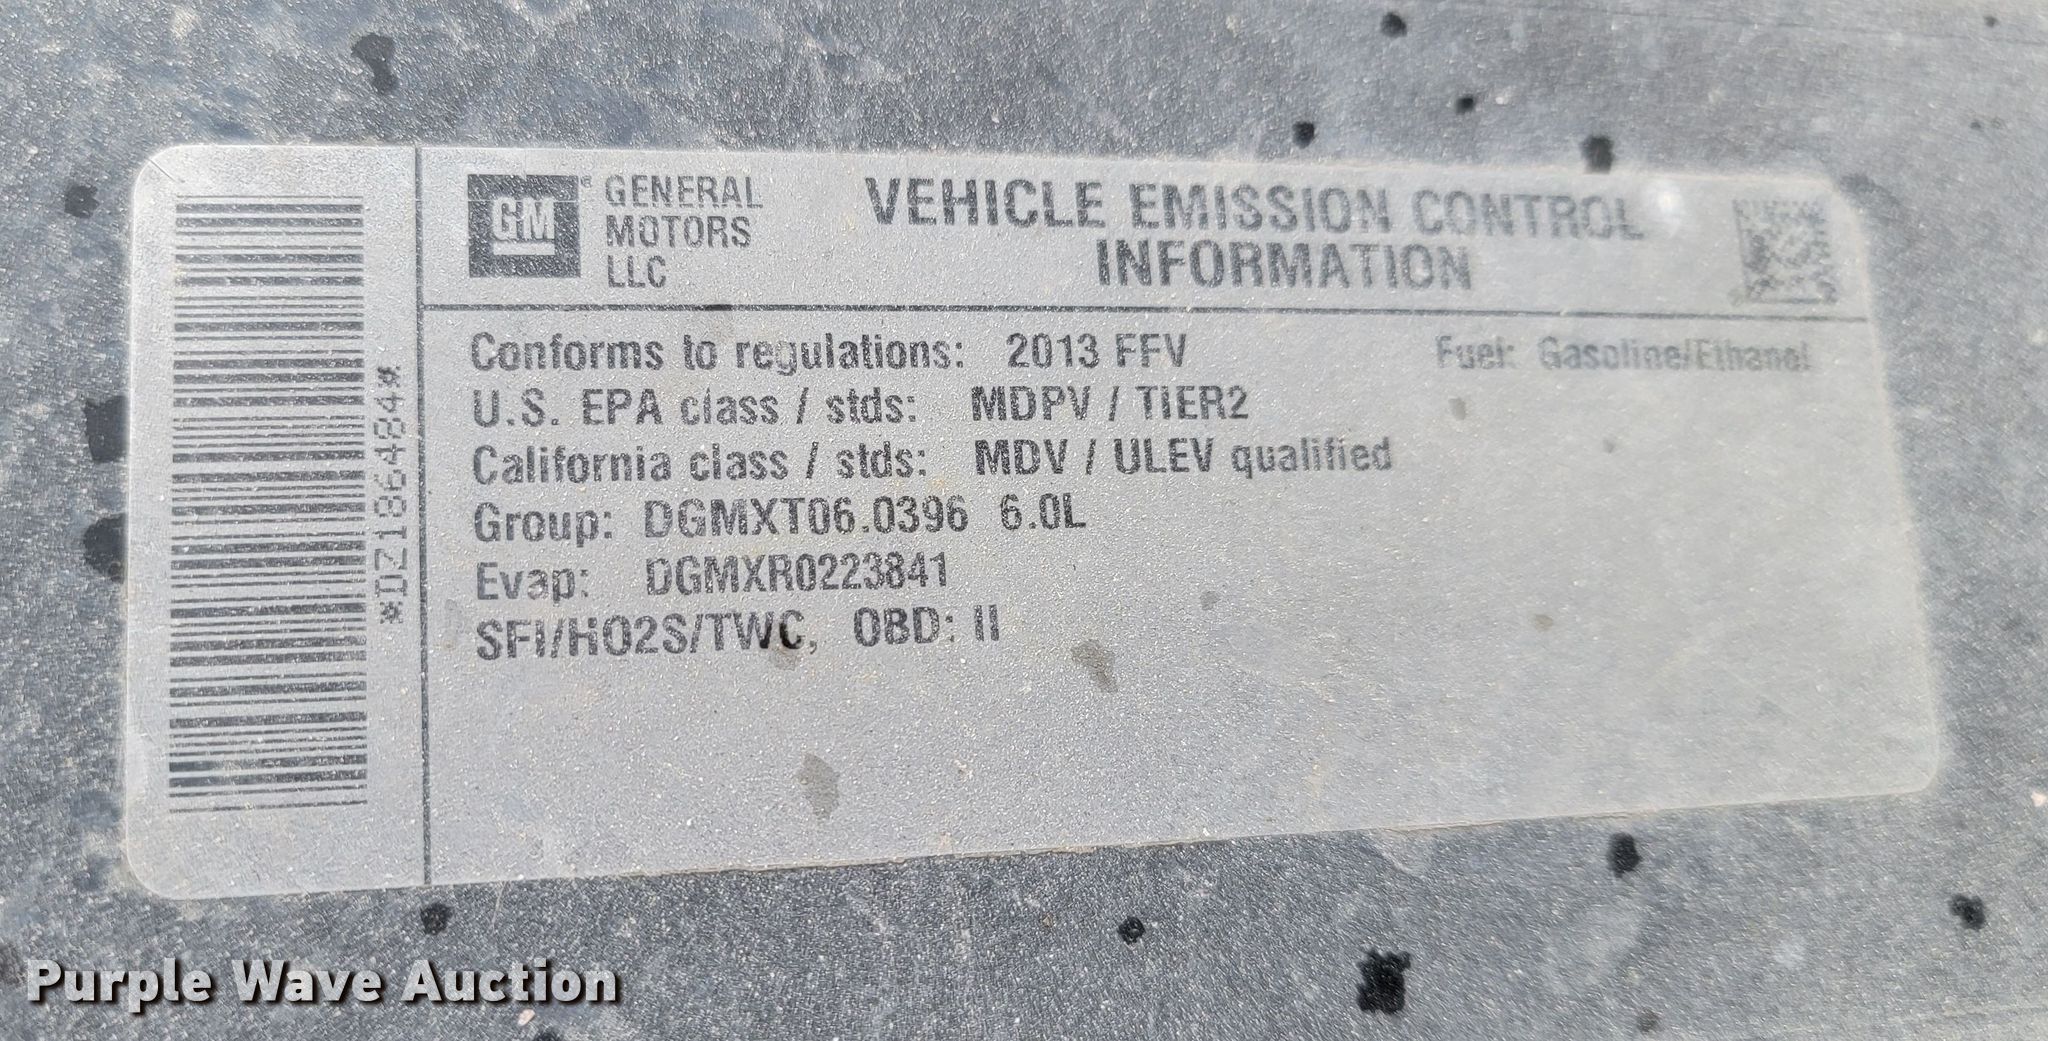 *DZ1864484*
GM
GENERAL
MOTORS
LLC
VEHICLE EMISSION CONTROL
INFORMATION
Conforms to regulations: 2013 FFV Fuel: Gasoline/Ethanol
U.S. EPA class / stds: MDPV / TIER2
California class / stds: MDV / ULEV qualified
Group: DGMXT06.0396 6.0L
Evap: DGMXR0223841
SFI/HO2S/TWC, OBD: II
Purple Wave Auction